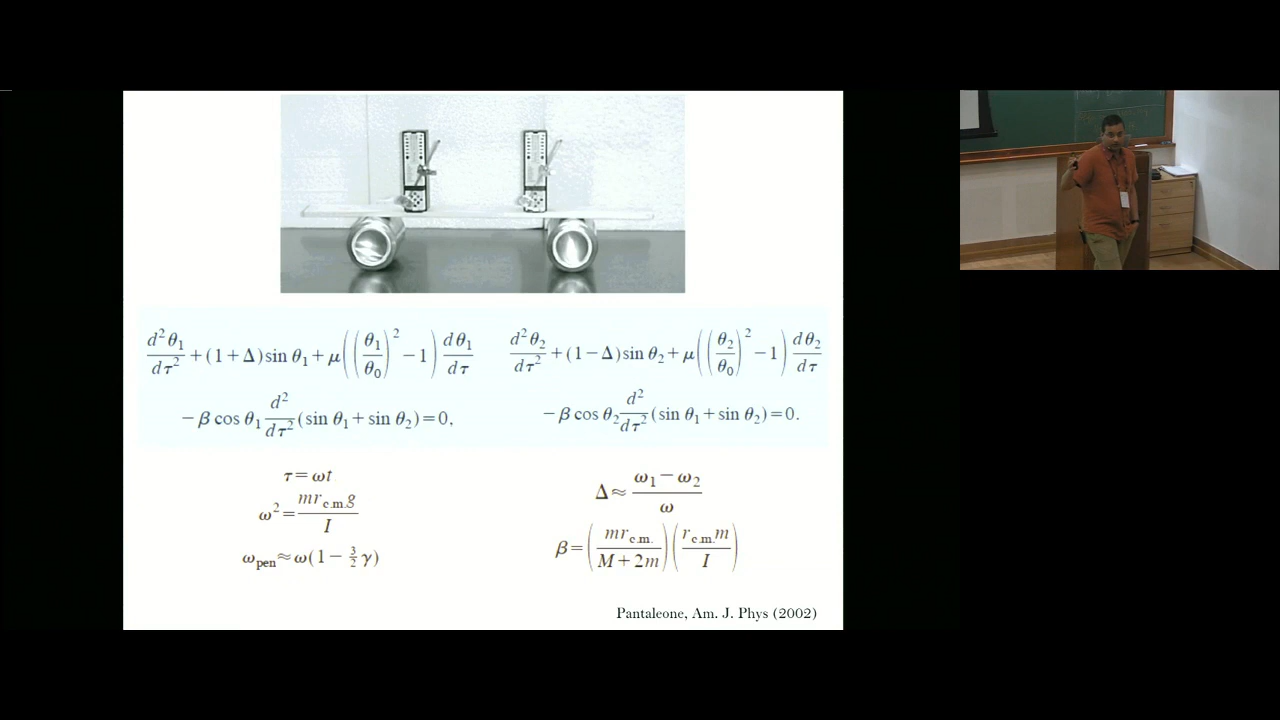 d²θ₁/dτ² + (1+Δ)sin θ₁ + μ((θ₁/θ₀)² − 1) dθ₁/dτ
− β cos θ₁ d²/dτ² (sin θ₁ + sin θ₂) = 0,
d²θ₂/dτ² + (1−Δ)sin θ₂ + μ((θ₂/θ₀)² − 1) dθ₂/dτ
− β cos θ₂ d²/dτ² (sin θ₁ + sin θ₂) = 0.
τ = ωt
ω² = mr_c.m.g/I
ω_pen ≈ ω(1 − 3/2 γ)
Δ ≈ (ω₁ − ω₂)/ω
β = (mr_c.m./(M + 2m)) (r_c.m.m/I)
Pantaleone, Am. J. Phys (2002)